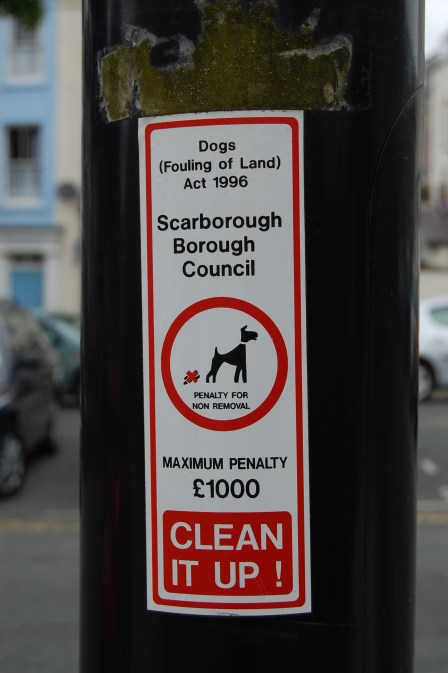 Dogs
(Fouling of Land)
Act 1996
Scarborough
Borough
Council
PENALTY FOR
NON REMOVAL
MAXIMUM PENALTY
£1000
CLEAN
IT UP !